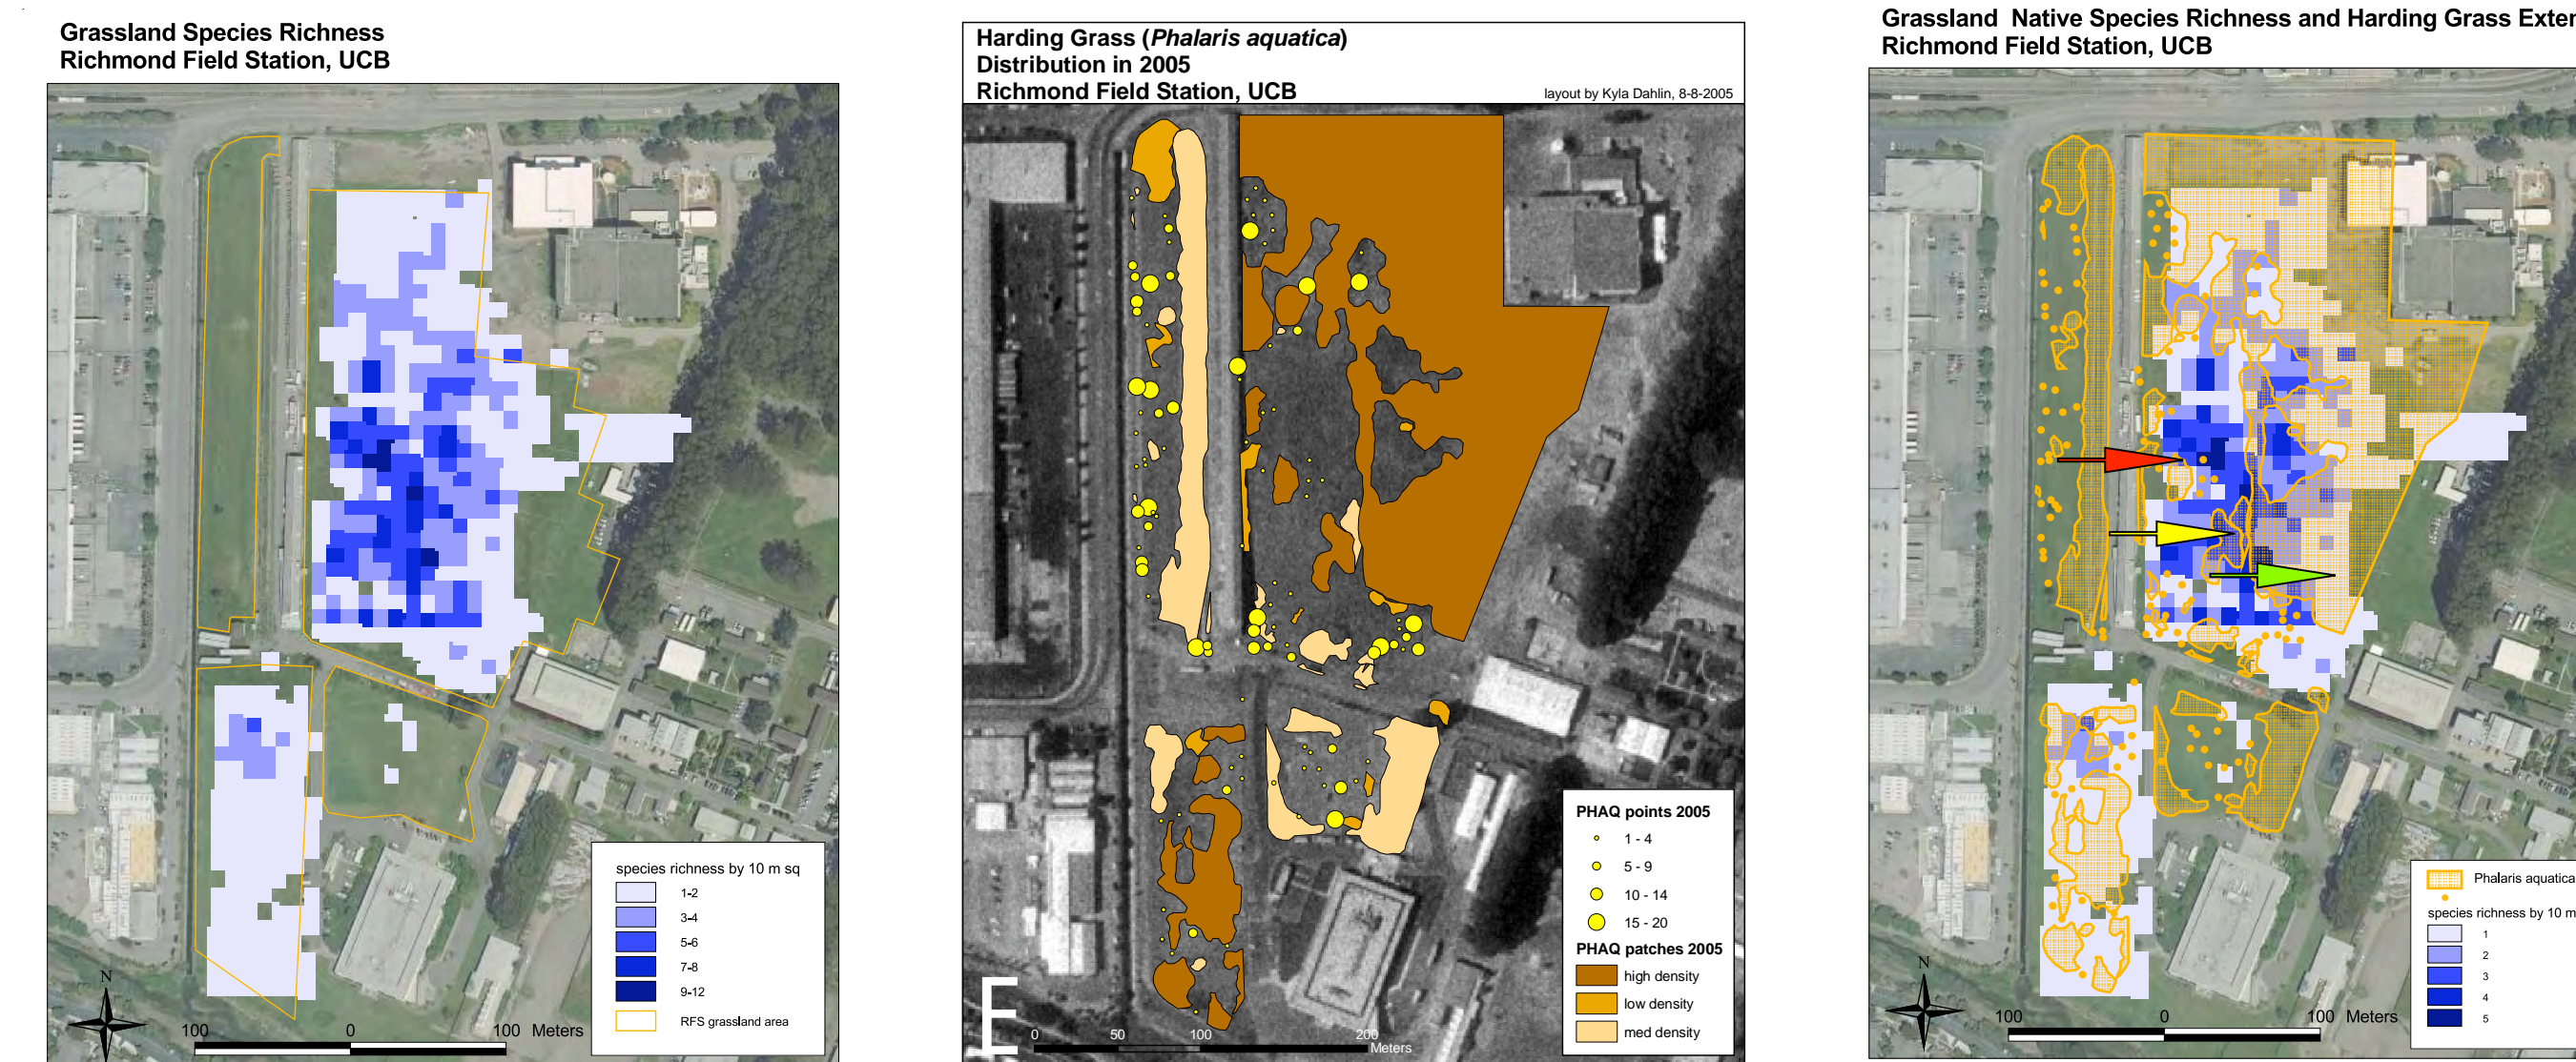 Grassland Species Richness
Richmond Field Station, UCB
N
100 0 100 Meters
species richness by 10 m sq
1-2
3-4
5-6
7-8
9-12
RFS grassland area
Harding Grass (Phalaris aquatica)
Distribution in 2005
Richmond Field Station, UCB
layout by Kyla Dahlin, 8-8-2005
0 50 100 200
Meters
PHAQ points 2005
1 - 4
5 - 9
10 - 14
15 - 20
PHAQ patches 2005
high density
low density
med density
Grassland Native Species Richness and Harding Grass Exter
Richmond Field Station, UCB
N
100 0 100 Meters
Phalaris aquatica
species richness by 10 m
1
2
3
4
5